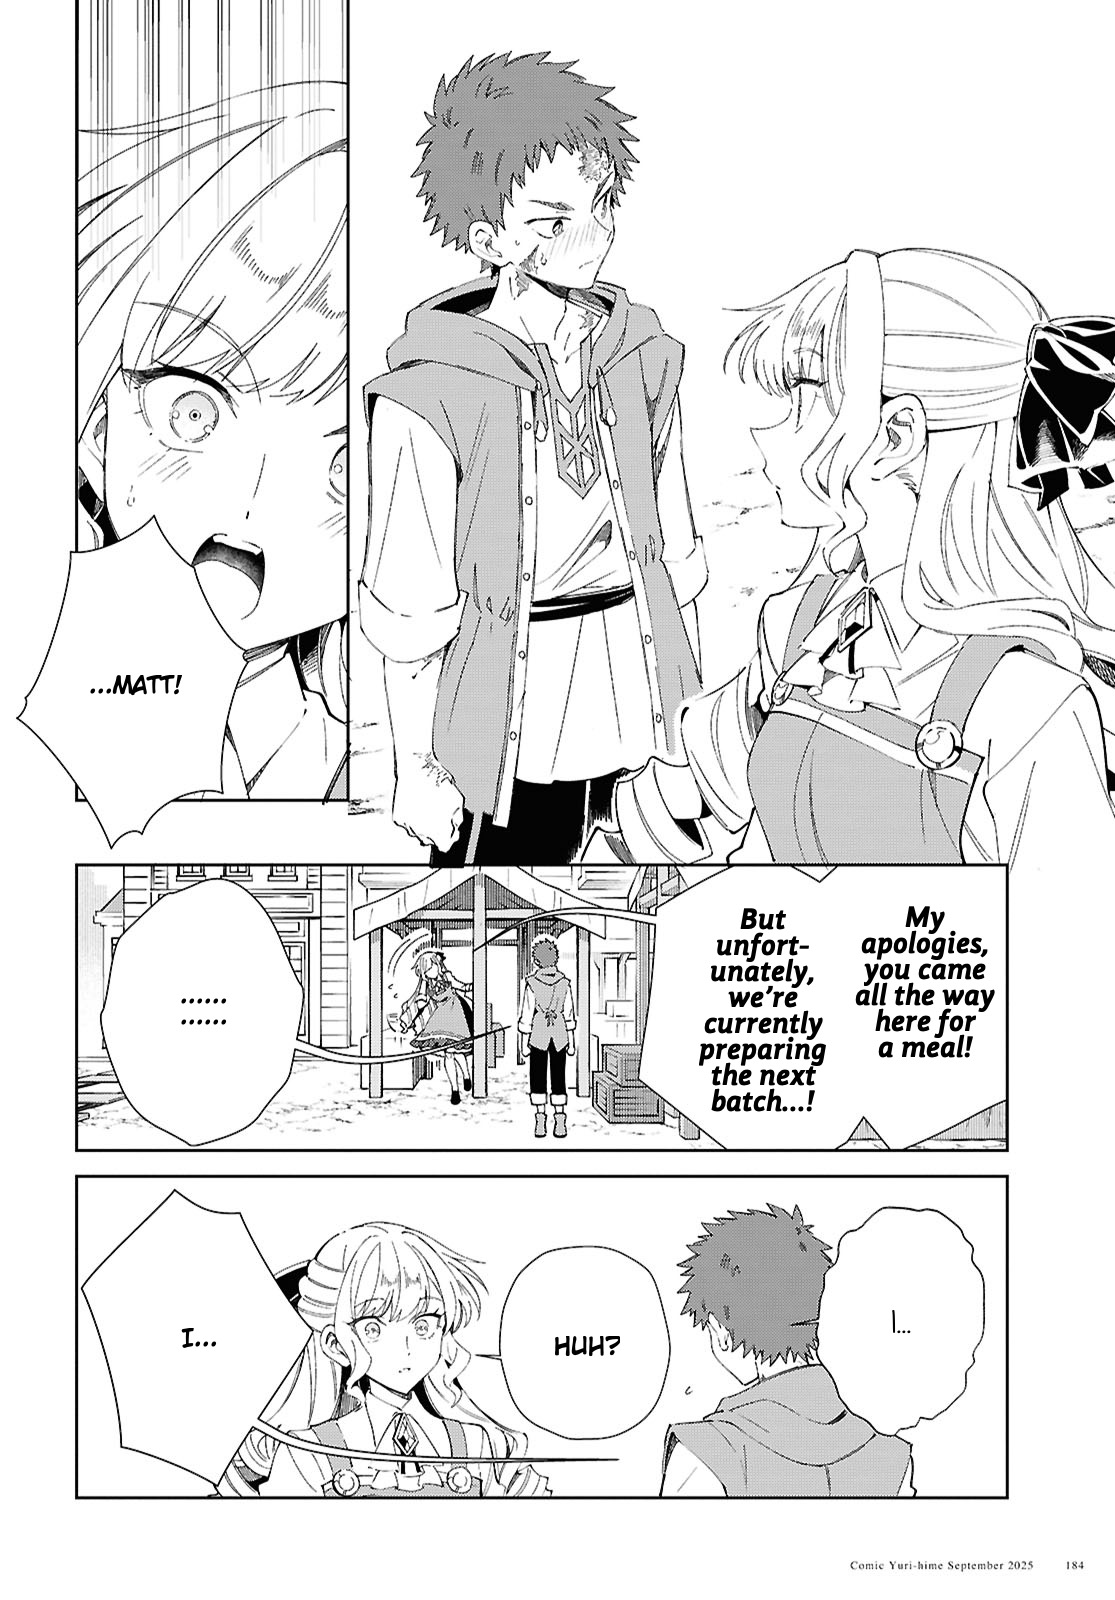 ...MATT!
My
apologies,
you came
all the way
here for
a meal!
But
unfort-
unately,
we're
currently
preparing
the next
batch...!
......
......
I...
HUH?
I...
Comic Yuri-hime September 2025 184